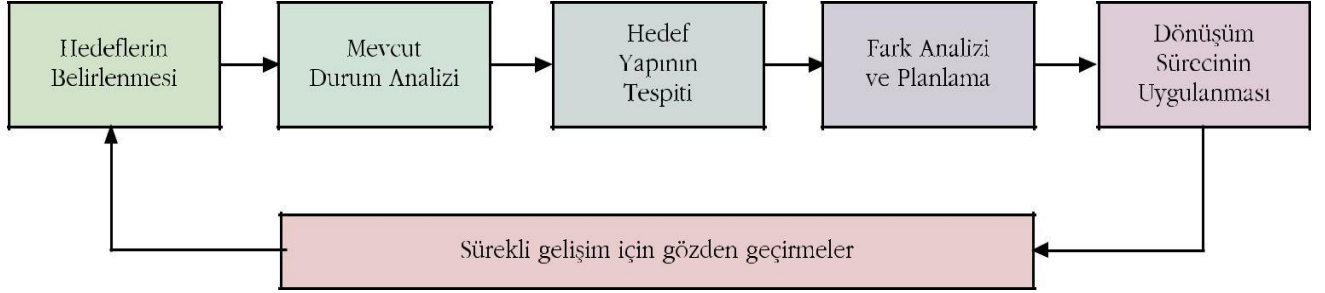 Hedeflerin
Belirlenmesi
Mevcut
Durum Analizi
Hedef
Yapının
Tespiti
Fark Analizi
ve Planlama
Dönüşüm
Sürecinin
Uygulanması
Sürekli gelişim için gözden geçirmeler